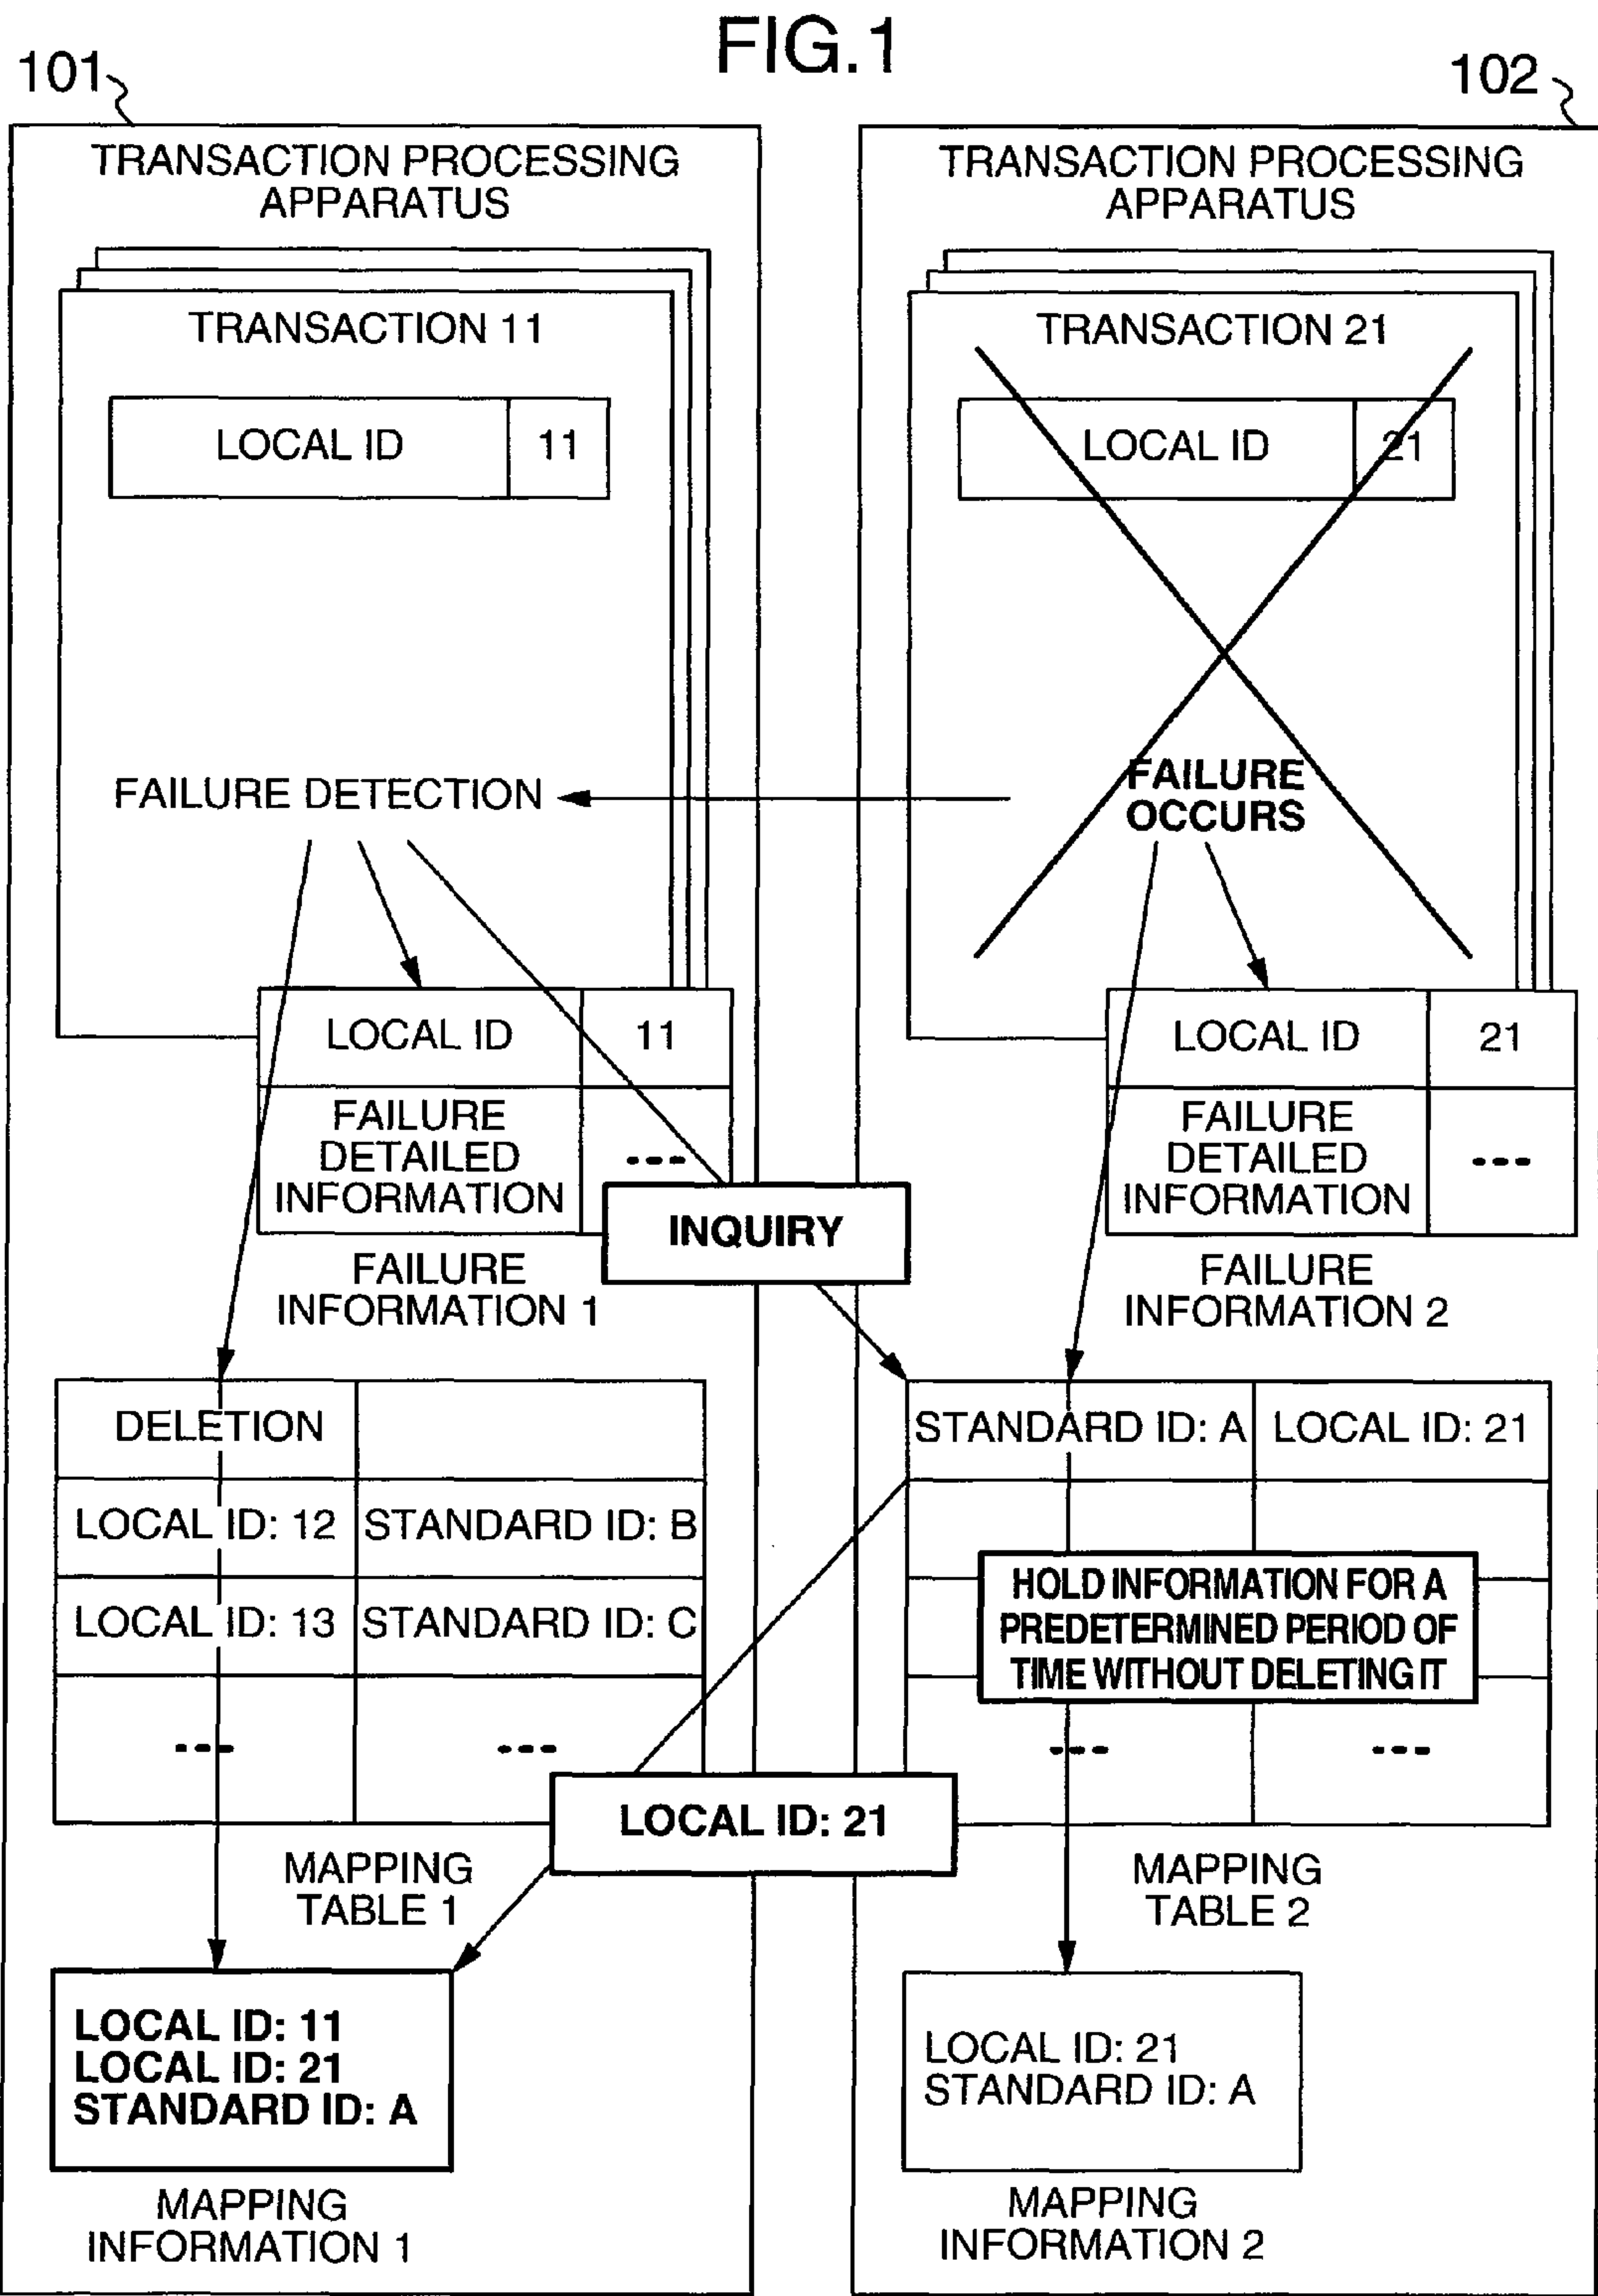 FIG.1
101
102
TRANSACTION PROCESSING
APPARATUS
TRANSACTION 11
LOCAL ID
11
FAILURE DETECTION
LOCAL ID
11
FAILURE
DETAILED
INFORMATION
---
FAILURE
INFORMATION 1
INQUIRY
DELETION
LOCAL ID: 12
STANDARD ID: B
LOCAL ID: 13
STANDARD ID: C
---
---
MAPPING
TABLE 1
LOCAL ID: 21
LOCAL ID: 11
LOCAL ID: 21
STANDARD ID: A
MAPPING
INFORMATION 1
TRANSACTION PROCESSING
APPARATUS
TRANSACTION 21
LOCAL ID
21
FAILURE
OCCURS
LOCAL ID
21
FAILURE
DETAILED
INFORMATION
---
FAILURE
INFORMATION 2
STANDARD ID: A
LOCAL ID: 21
HOLD INFORMATION FOR A
PREDETERMINED PERIOD OF
TIME WITHOUT DELETING IT
---
---
MAPPING
TABLE 2
LOCAL ID: 21
STANDARD ID: A
MAPPING
INFORMATION 2